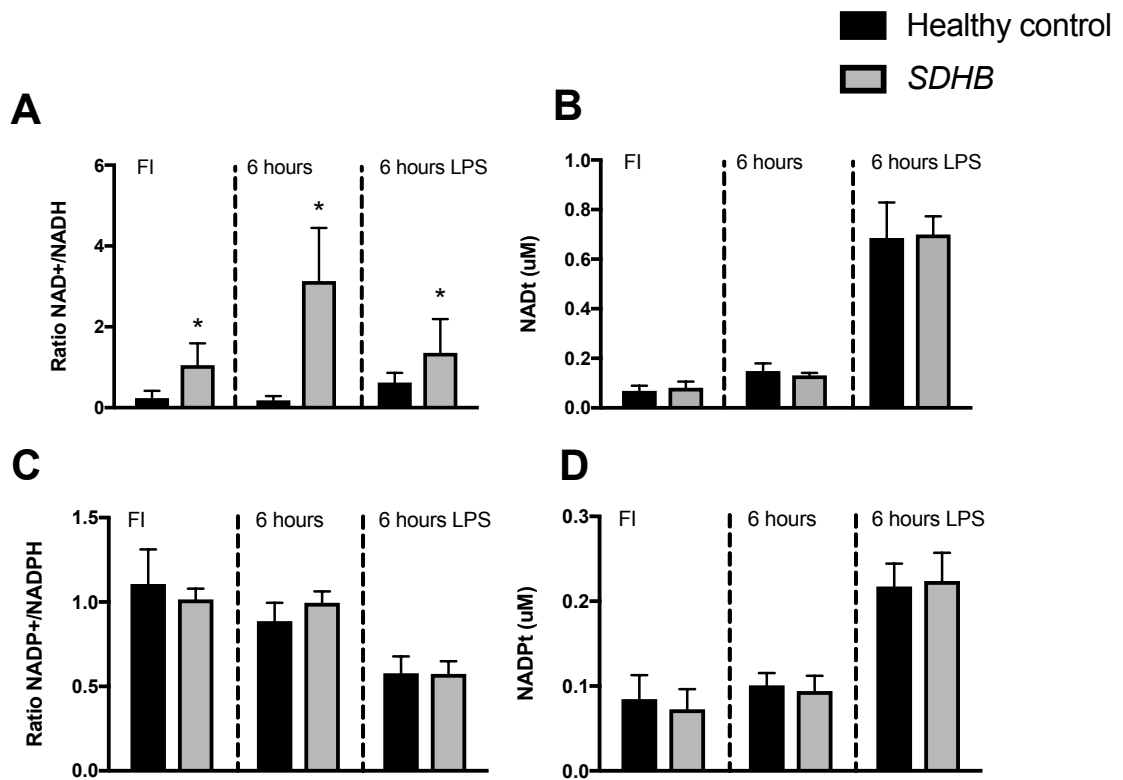 Healthy control
SDHB
A
Ratio NAD+/NADH
6
4
2
0
FI
6 hours
6 hours LPS
*
*
*
B
NADt (uM)
1.0
0.8
0.6
0.4
0.2
0.0
FI
6 hours
6 hours LPS
C
Ratio NADP+/NADPH
1.5
1.0
0.5
0.0
FI
6 hours
6 hours LPS
D
NADPt (uM)
0.3
0.2
0.1
0.0
FI
6 hours
6 hours LPS